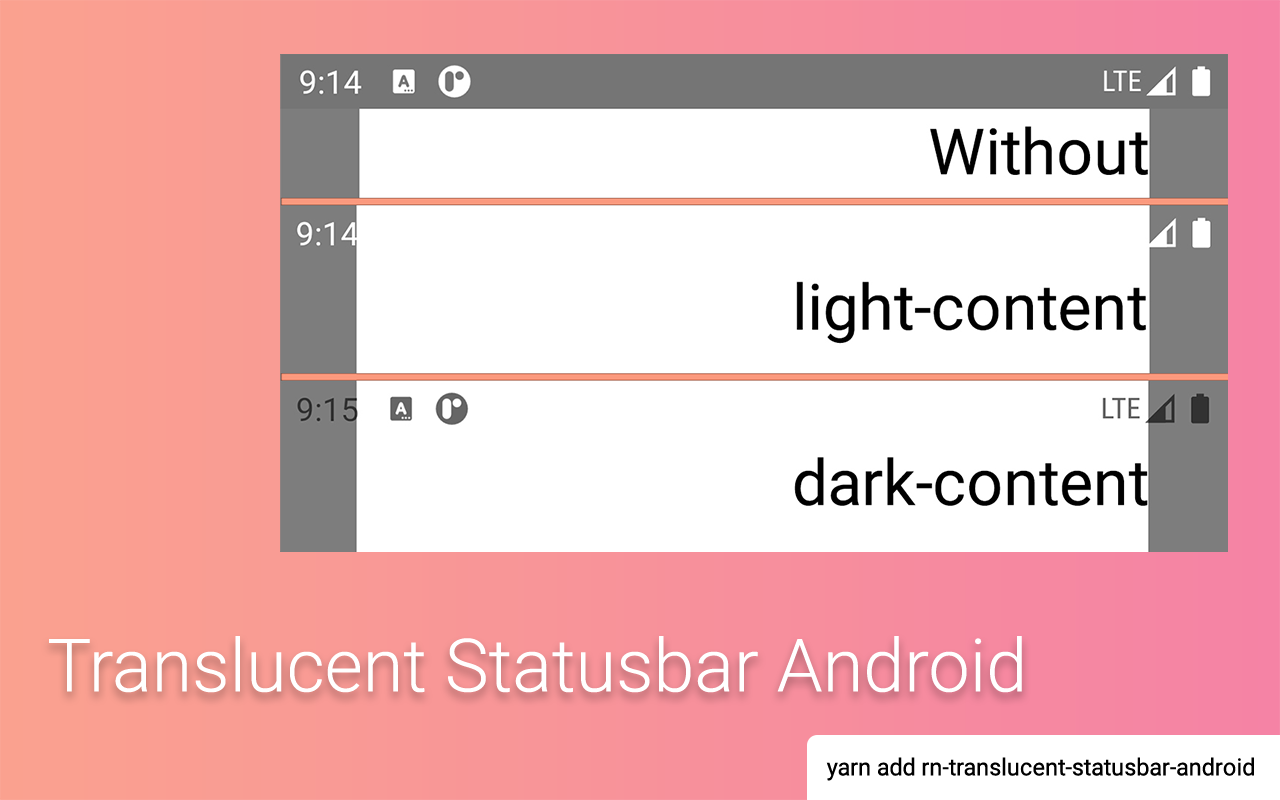 9:14 A LTE
Without
9:14
light-content
9:15 A LTE
dark-content
Translucent Statusbar Android
yarn add rn-translucent-statusbar-android